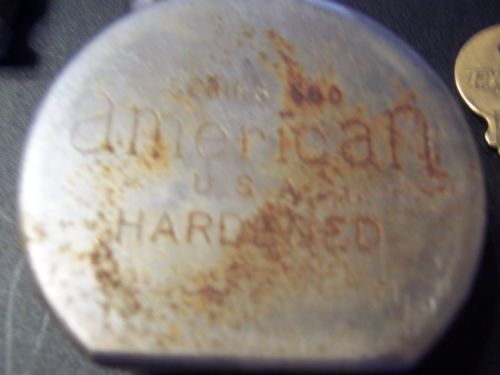 SERIES 600
american
U S A
HARDENED